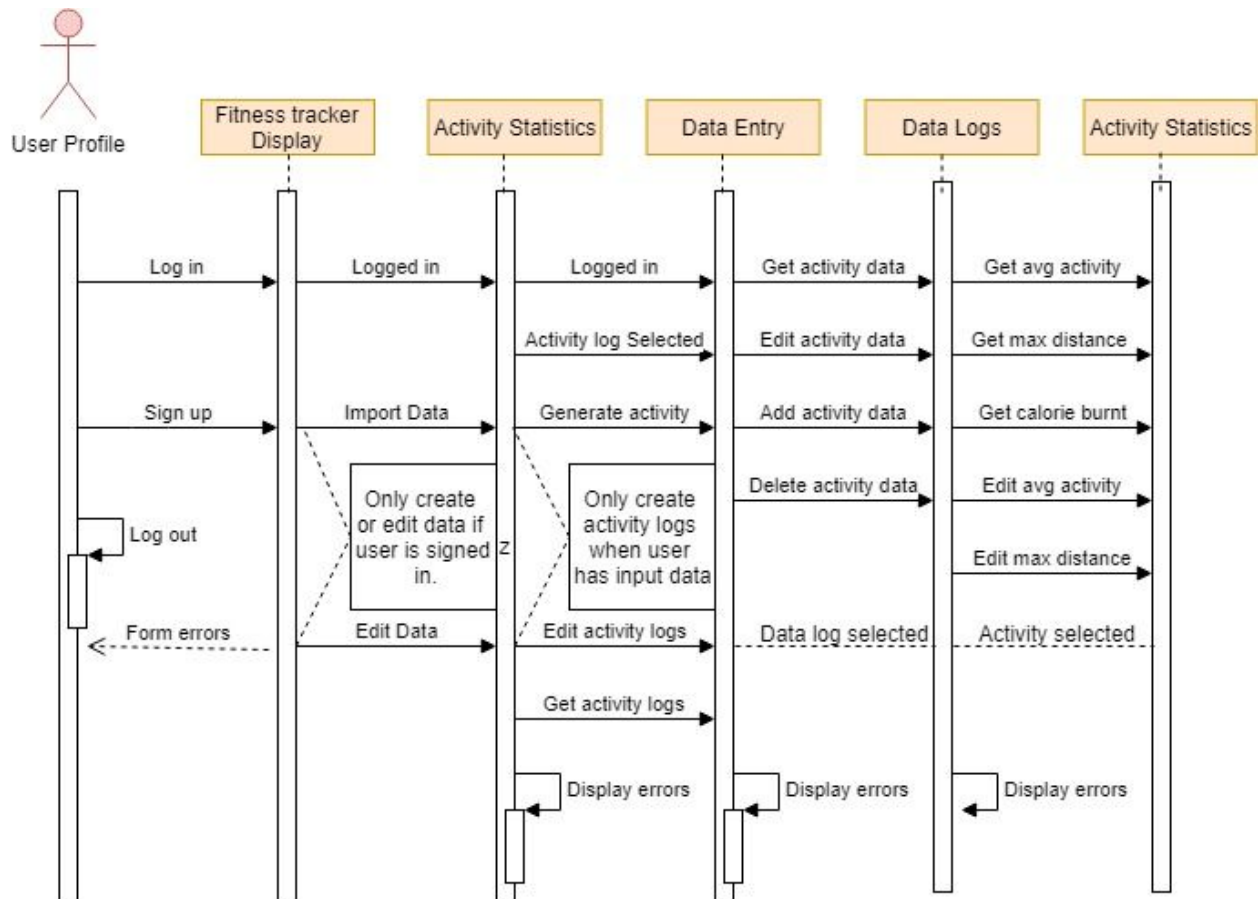 User Profile
Fitness tracker
Display
Activity Statistics
Data Entry
Data Logs
Activity Statistics
Log in
Logged in
Logged in
Get activity data
Get avg activity
Activity log Selected
Edit activity data
Get max distance
Sign up
Import Data
Generate activity
Add activity data
Get calorie burnt
Only create
or edit data if
user is signed
in.
z
Only create
activity logs
when user
has input data
Delete activity data
Edit avg activity
Log out
Edit max distance
Form errors
Edit Data
Edit activity logs
Data log selected
Activity selected
Get activity logs
Display errors
Display errors
Display errors